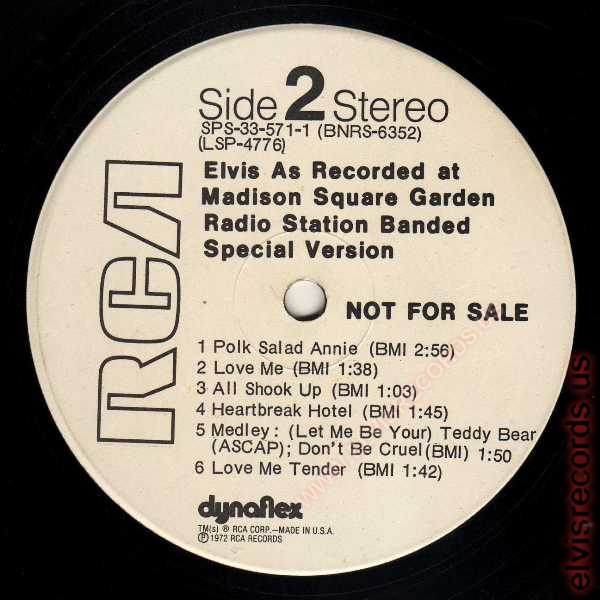 Side 2 Stereo
SPS-33-571-1 (BNRS-6352)
(LSP-4776)
Elvis As Recorded at
Madison Square Garden
Radio Station Banded
Special Version
RCA
NOT FOR SALE
1 Polk Salad Annie (BMI 2:56)
2 Love Me (BMI 1:38)
3 All Shook Up (BMI 1:03)
4 Heartbreak Hotel (BMI 1:45)
5 Medley: (Let Me Be Your) Teddy Bear
(ASCAP); Don't Be Cruel (BMI) 1:50
6 Love Me Tender (BMI 1:42)
dynaflex
TM(s) ® RCA CORP.—MADE IN U.S.A.
Ⓟ 1972 RCA RECORDS
elvisrecords.us